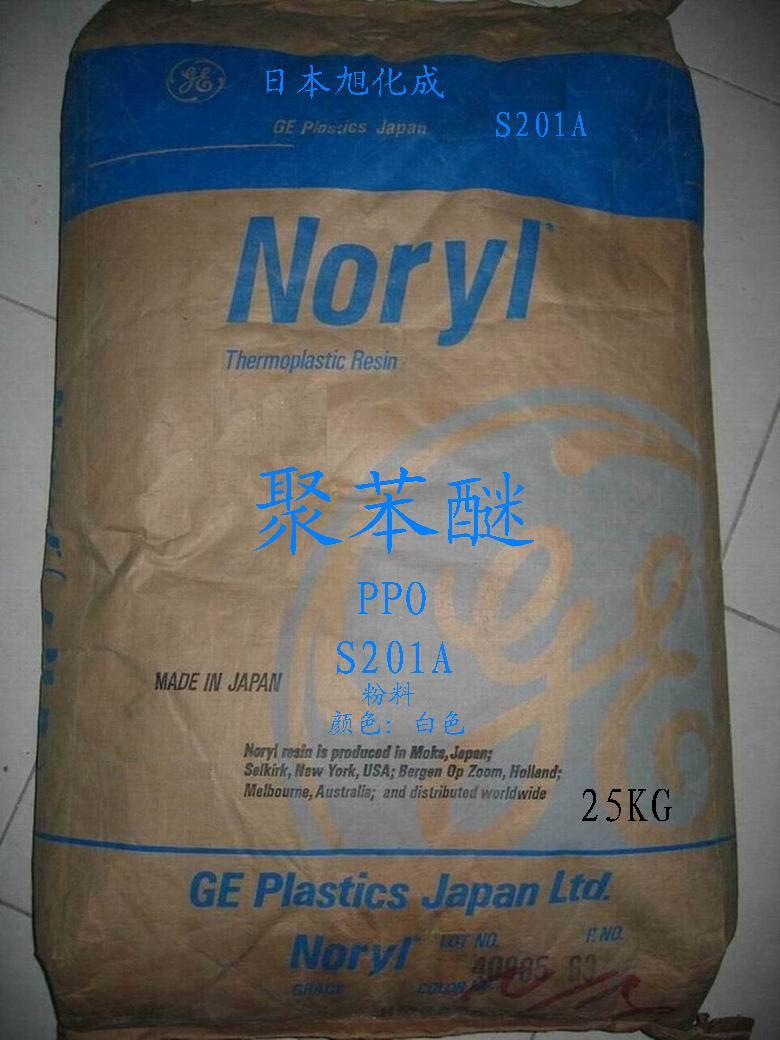 GE
日本旭化成
GE Plastics Japan
S201A
Noryl
Thermoplastic Resin
聚苯醚
PPO
S201A
粉料
MADE IN JAPAN
颜色：白色
Noryl resin is produced in Moka, Japan;
Selkirk, New York, USA; Bergen Op Zoom, Holland;
Melbourne, Australia; and distributed worldwide
25KG
GE Plastics Japan Ltd.
Noryl LOT NO. P. NO.
GRADE COLOR